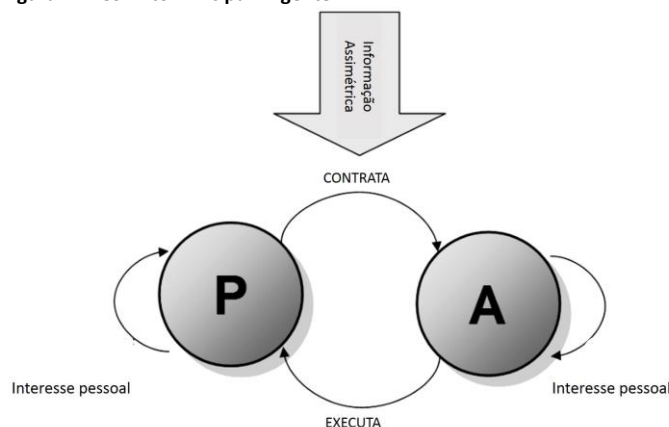 Informação
Assimétrica
CONTRATA
P
A
Interesse pessoal
Interesse pessoal
EXECUTA